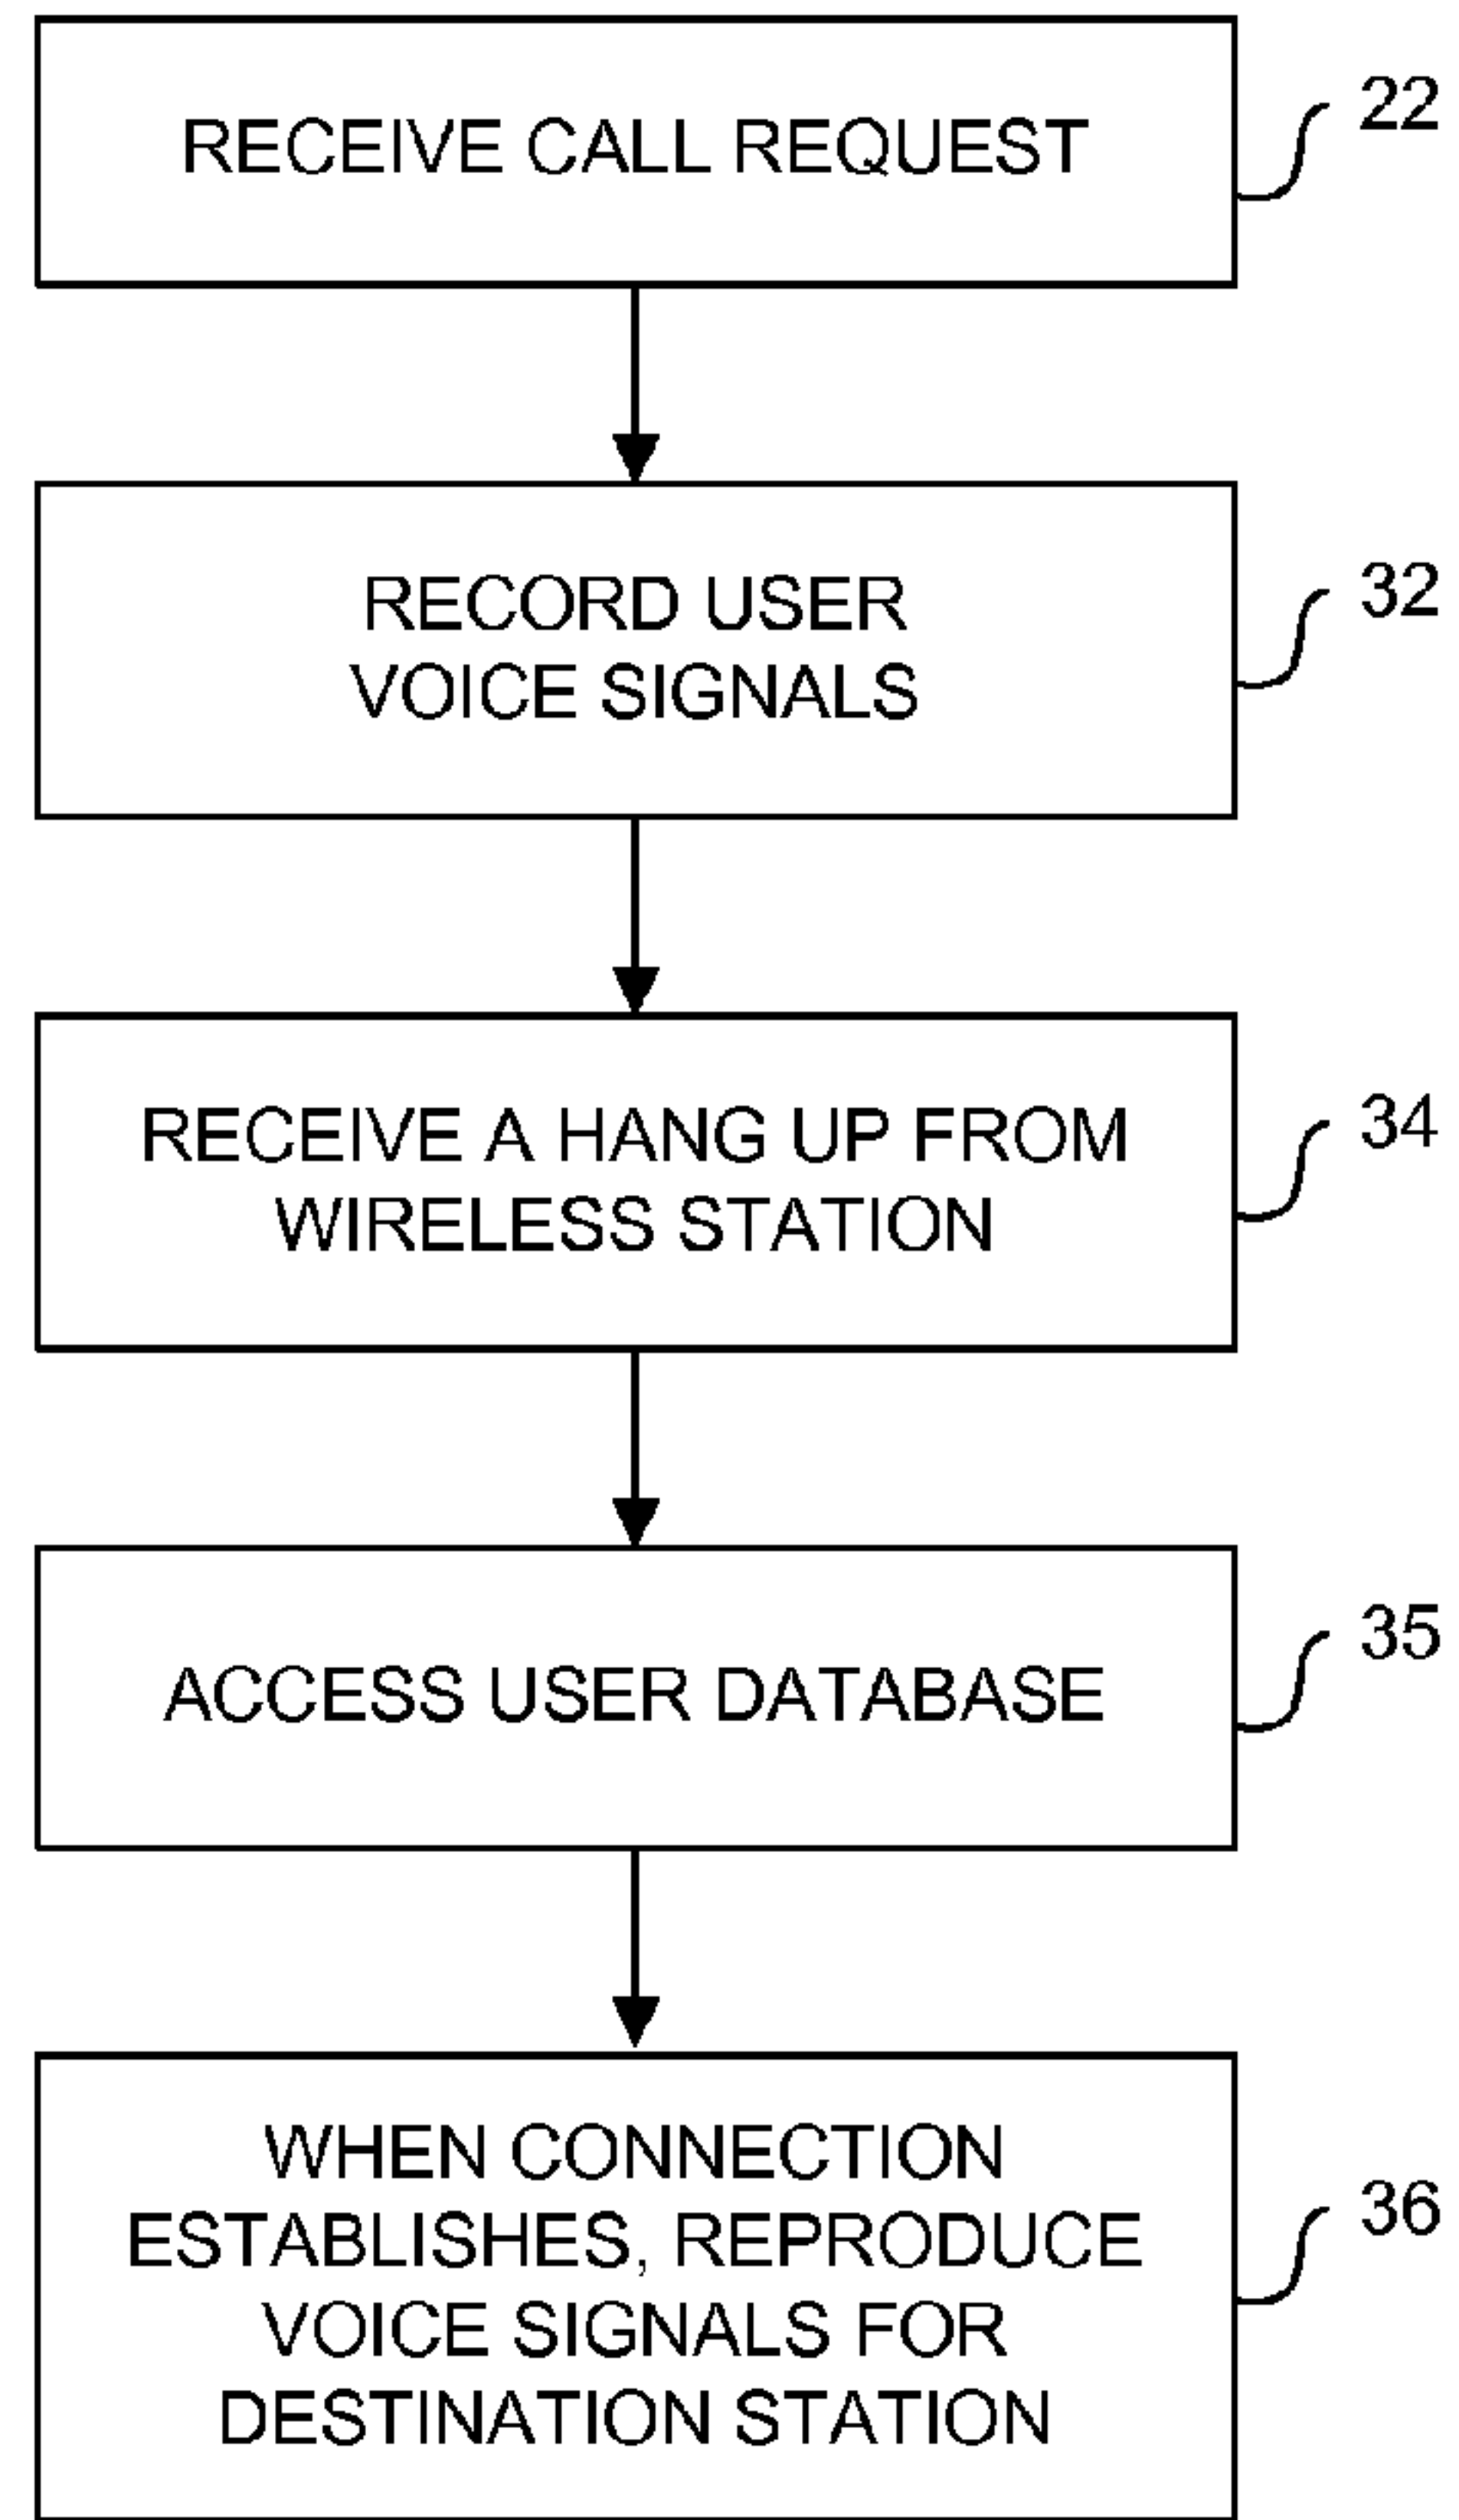 RECEIVE CALL REQUEST
22
RECORD USER
VOICE SIGNALS
32
RECEIVE A HANG UP FROM
WIRELESS STATION
34
ACCESS USER DATABASE
35
WHEN CONNECTION
ESTABLISHES, REPRODUCE
VOICE SIGNALS FOR
DESTINATION STATION
36